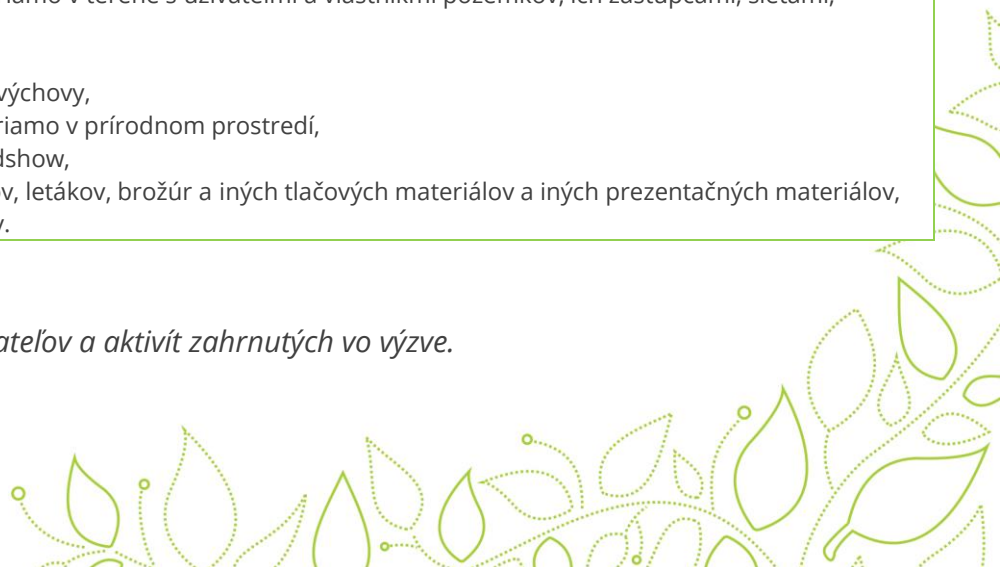 v teréne s užívateľmi a vlastníkmi pozemkov, ich zástupcami, sieťami,
výchovy,
riamo v prírodnom prostredí,
dshow,
ov, letákov, brožúr a iných tlačových materiálov a iných prezentačných materiálov,
v.
ateľov a aktivít zahrnutých vo výzve.